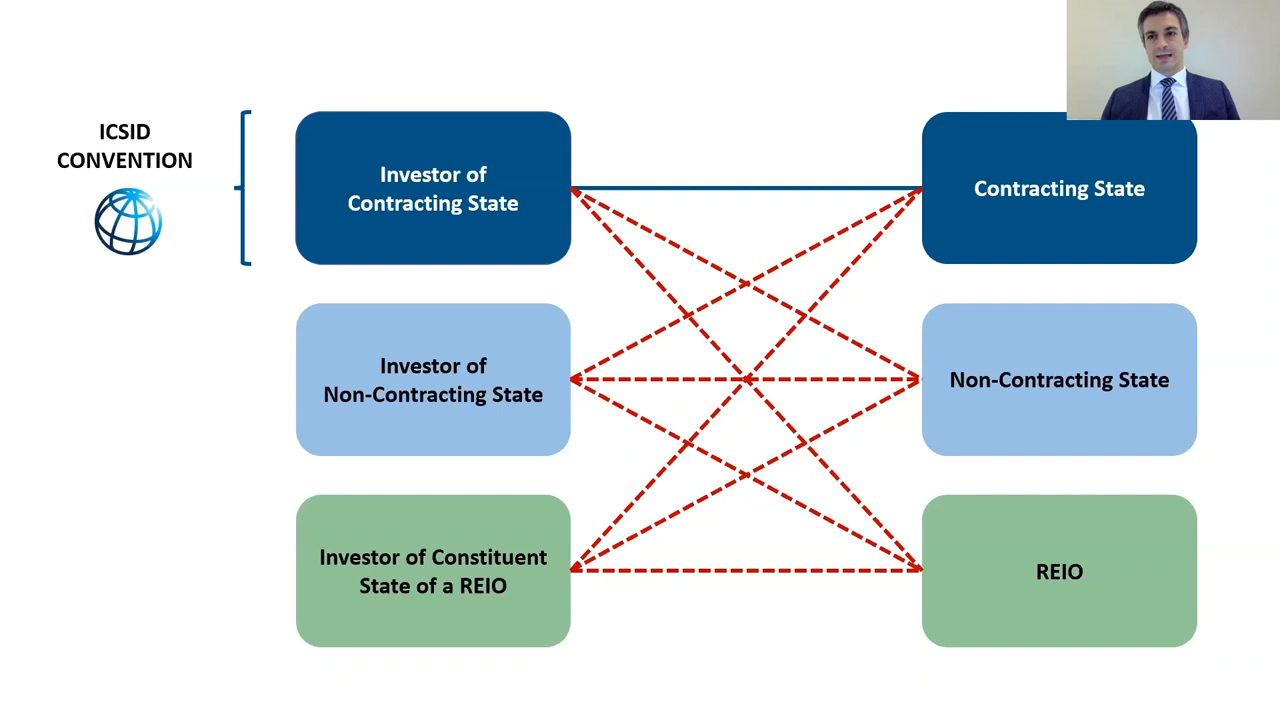 ICSID
CONVENTION
Investor of
Contracting State
Contracting State
Investor of
Non-Contracting State
Non-Contracting State
Investor of Constituent
State of a REIO
REIO